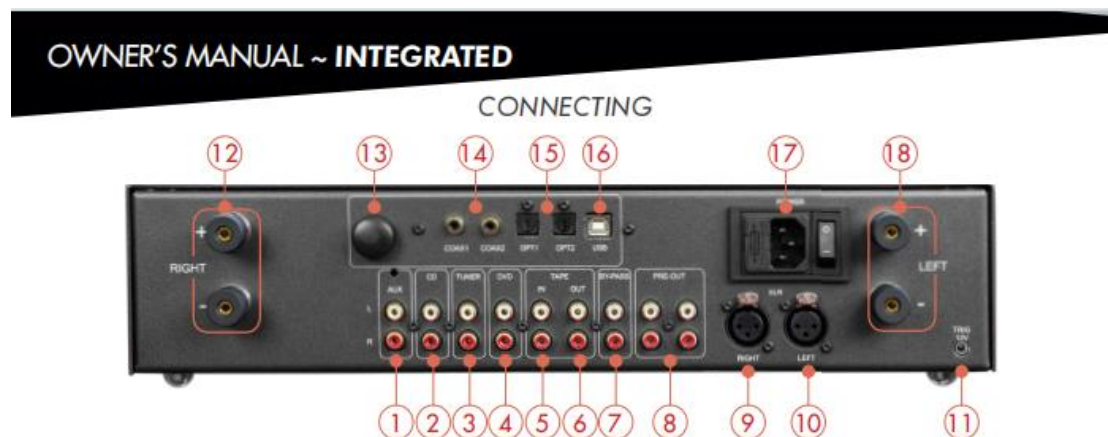 OWNER'S MANUAL ~ INTEGRATED
CONNECTING
12 13 14 15 16 17 18
POWER
+ +
COAX1 COAX2 OPT1 OPT2 USB
RIGHT LEFT
AUX CD TUNER DVD TAPE BY-PASS PRE-OUT
IN OUT
XLR
- -
L
R
TRIG
12V
RIGHT LEFT
1 2 3 4 5 6 7 8 9 10 11